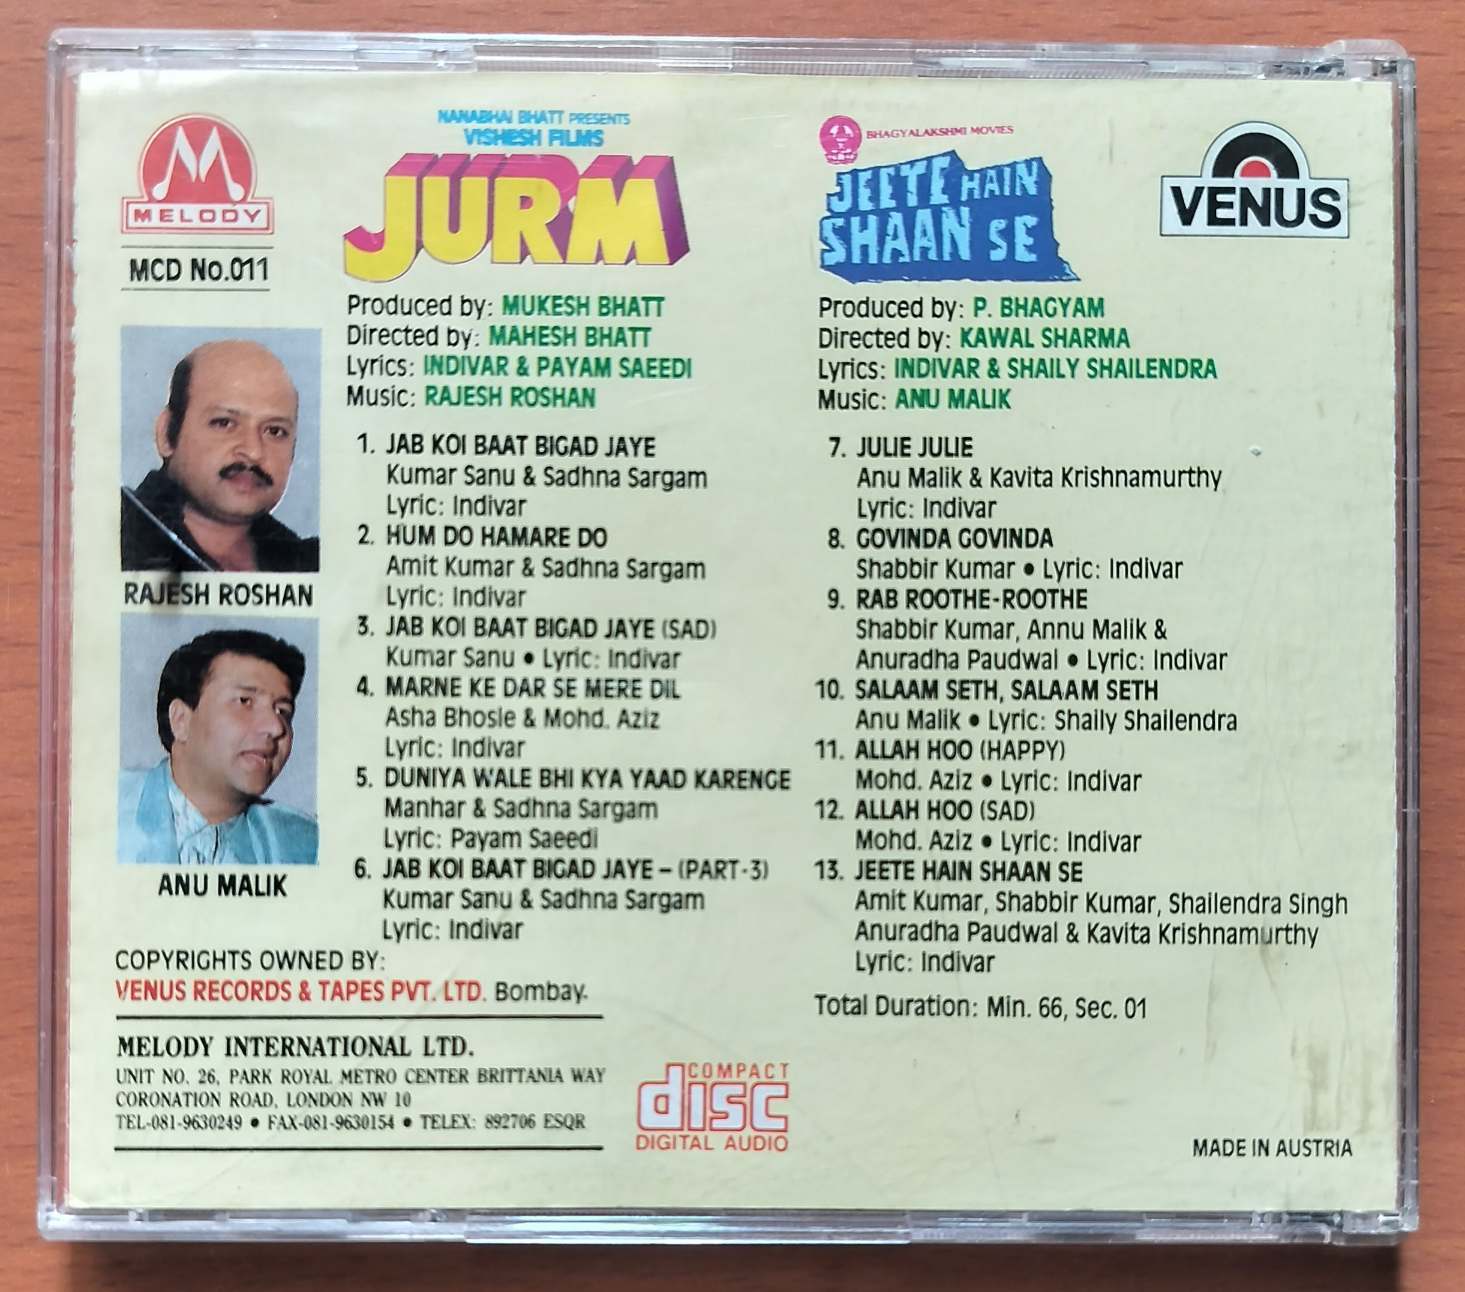 MELODY
MCD No.011
RAJESH ROSHAN
ANU MALIK
NANABHAI BHATT PRESENTS
VISHESH FILMS
JURM
Produced by: MUKESH BHATT
Directed by: MAHESH BHATT
Lyrics: INDIVAR & PAYAM SAEEDI
Music: RAJESH ROSHAN
1. JAB KOI BAAT BIGAD JAYE
Kumar Sanu & Sadhna Sargam
Lyric: Indivar
2. HUM DO HAMARE DO
Amit Kumar & Sadhna Sargam
Lyric: Indivar
3. JAB KOI BAAT BIGAD JAYE (SAD)
Kumar Sanu • Lyric: Indivar
4. MARNE KE DAR SE MERE DIL
Asha Bhosle & Mohd. Aziz
Lyric: Indivar
5. DUNIYA WALE BHI KYA YAAD KARENGE
Manhar & Sadhna Sargam
Lyric: Payam Saeedi
6. JAB KOI BAAT BIGAD JAYE – (PART-3)
Kumar Sanu & Sadhna Sargam
Lyric: Indivar
BHAGYALAKSHMI MOVIES
JEETE HAIN
SHAAN SE
VENUS
Produced by: P. BHAGYAM
Directed by: KAWAL SHARMA
Lyrics: INDIVAR & SHAILY SHAILENDRA
Music: ANU MALIK
7. JULIE JULIE
Anu Malik & Kavita Krishnamurthy
Lyric: Indivar
8. GOVINDA GOVINDA
Shabbir Kumar • Lyric: Indivar
9. RAB ROOTHE-ROOTHE
Shabbir Kumar, Annu Malik &
Anuradha Paudwal • Lyric: Indivar
10. SALAAM SETH, SALAAM SETH
Anu Malik • Lyric: Shaily Shailendra
11. ALLAH HOO (HAPPY)
Mohd. Aziz • Lyric: Indivar
12. ALLAH HOO (SAD)
Mohd. Aziz • Lyric: Indivar
13. JEETE HAIN SHAAN SE
Amit Kumar, Shabbir Kumar, Shailendra Singh
Anuradha Paudwal & Kavita Krishnamurthy
Lyric: Indivar
Total Duration: Min. 66, Sec. 01
COPYRIGHTS OWNED BY:
VENUS RECORDS & TAPES PVT. LTD. Bombay.
MELODY INTERNATIONAL LTD.
UNIT NO. 26, PARK ROYAL METRO CENTER BRITTANIA WAY
CORONATION ROAD, LONDON NW 10
TEL-081-9630249 • FAX-081-9630154 • TELEX: 892706 ESQR
COMPACT
disc
DIGITAL AUDIO
MADE IN AUSTRIA